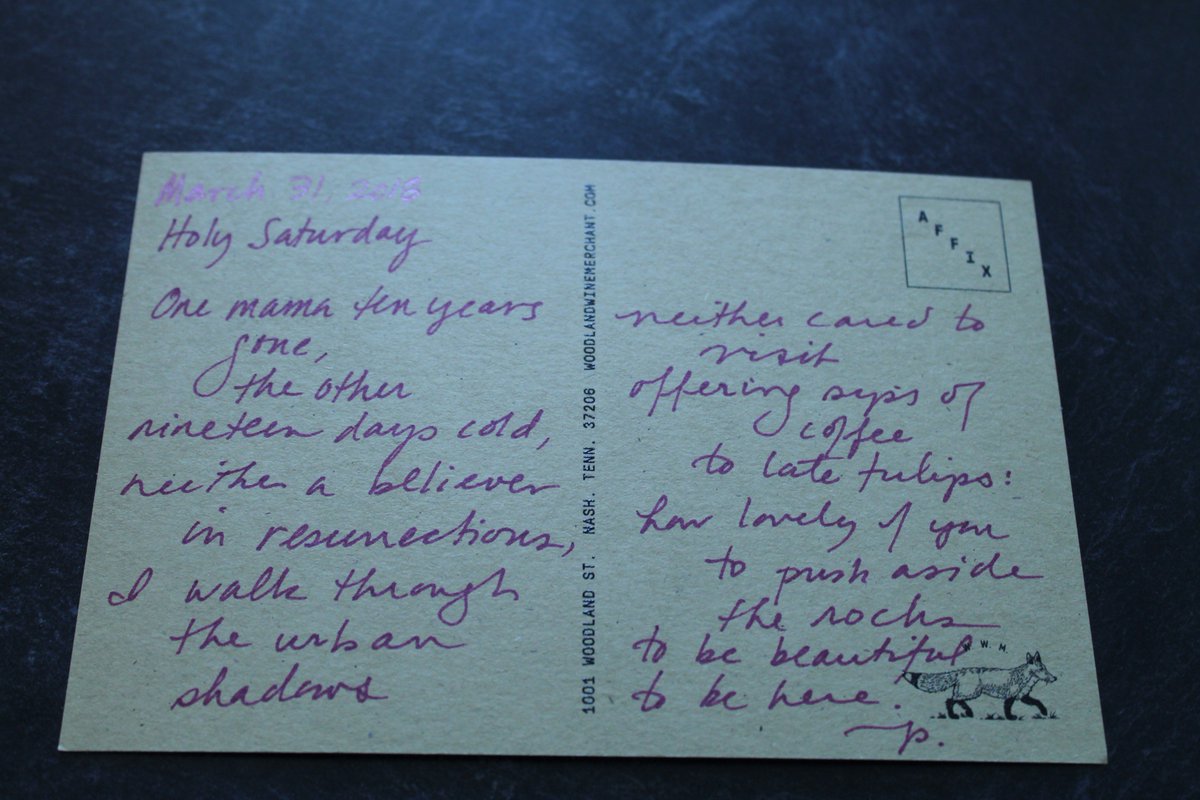 March 31, 2018
Holy Saturday
One mama ten years
gone,
the other
nineteen days cold,
neither a believer
in resurrections,
I walk through
the urban
shadows
1001 WOODLAND ST. NASH. TENN. 37206 WOODLANDWINEMERCHANT.COM
AFFIX
neither cared to
visit
offering sips of
coffee
to late tulips:
how lovely of you
to push aside
the rocks
to be beautiful
to be here.
—p.
W. W. M.